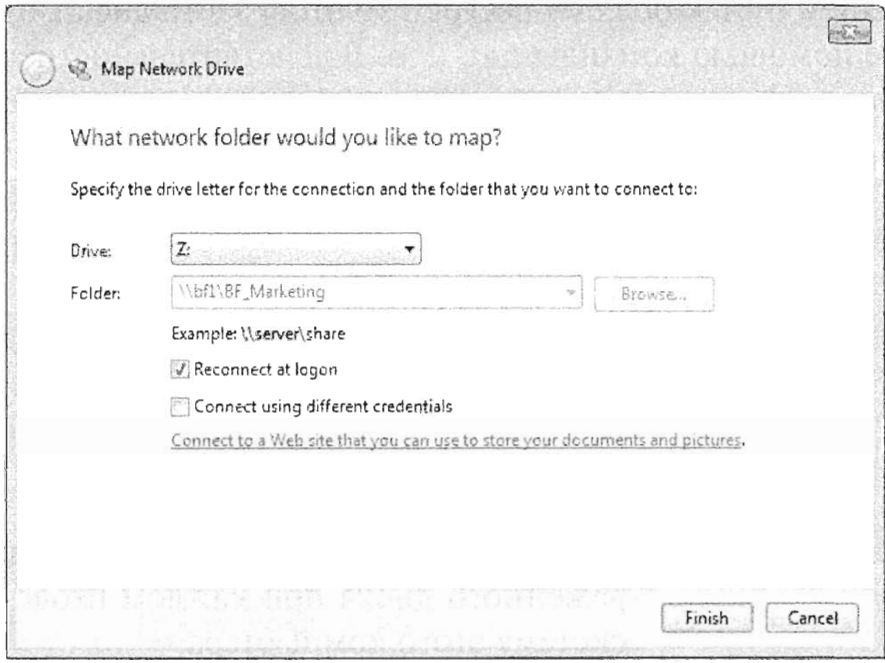 Map Network Drive
What network folder would you like to map?
Specify the drive letter for the connection and the folder that you want to connect to:
Drive: Z:
Folder: \\bf1\BF_Marketing Browse...
Example: \\server\share
Reconnect at logon
Connect using different credentials
Connect to a Web site that you can use to store your documents and pictures.
Finish Cancel